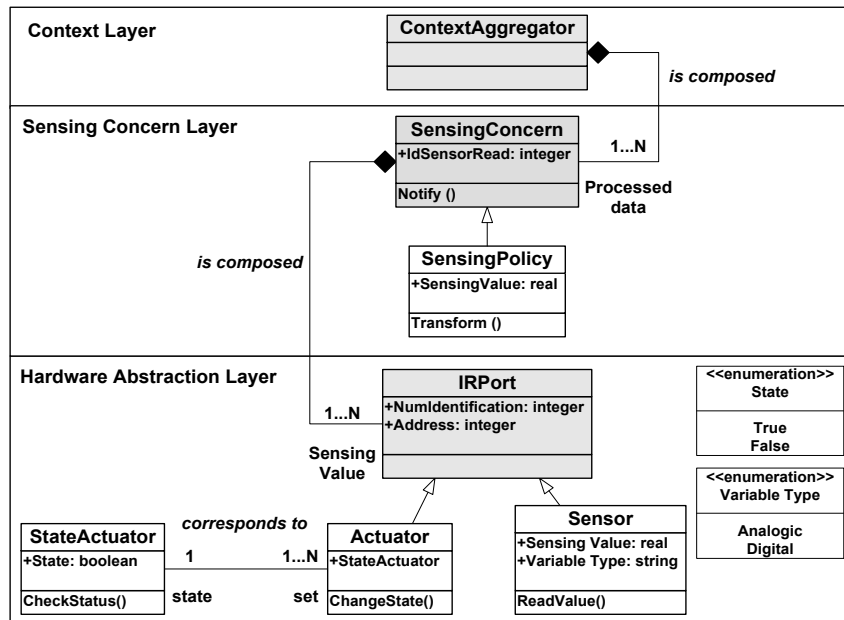 Context Layer
ContextAggregator
is composed
Sensing Concern Layer
SensingConcern
+IdSensorRead: integer
Notify ()
1...N
Processed
data
is composed
SensingPolicy
+SensingValue: real
Transform ()
Hardware Abstraction Layer
IRPort
+NumIdentification: integer
+Address: integer
1...N
Sensing
Value
<<enumeration>>
State
True
False
<<enumeration>>
Variable Type
Analogic
Digital
StateActuator
+State: boolean
CheckStatus()
corresponds to
1
1...N
state
set
Actuator
+StateActuator
ChangeState()
Sensor
+Sensing Value: real
+Variable Type: string
ReadValue()